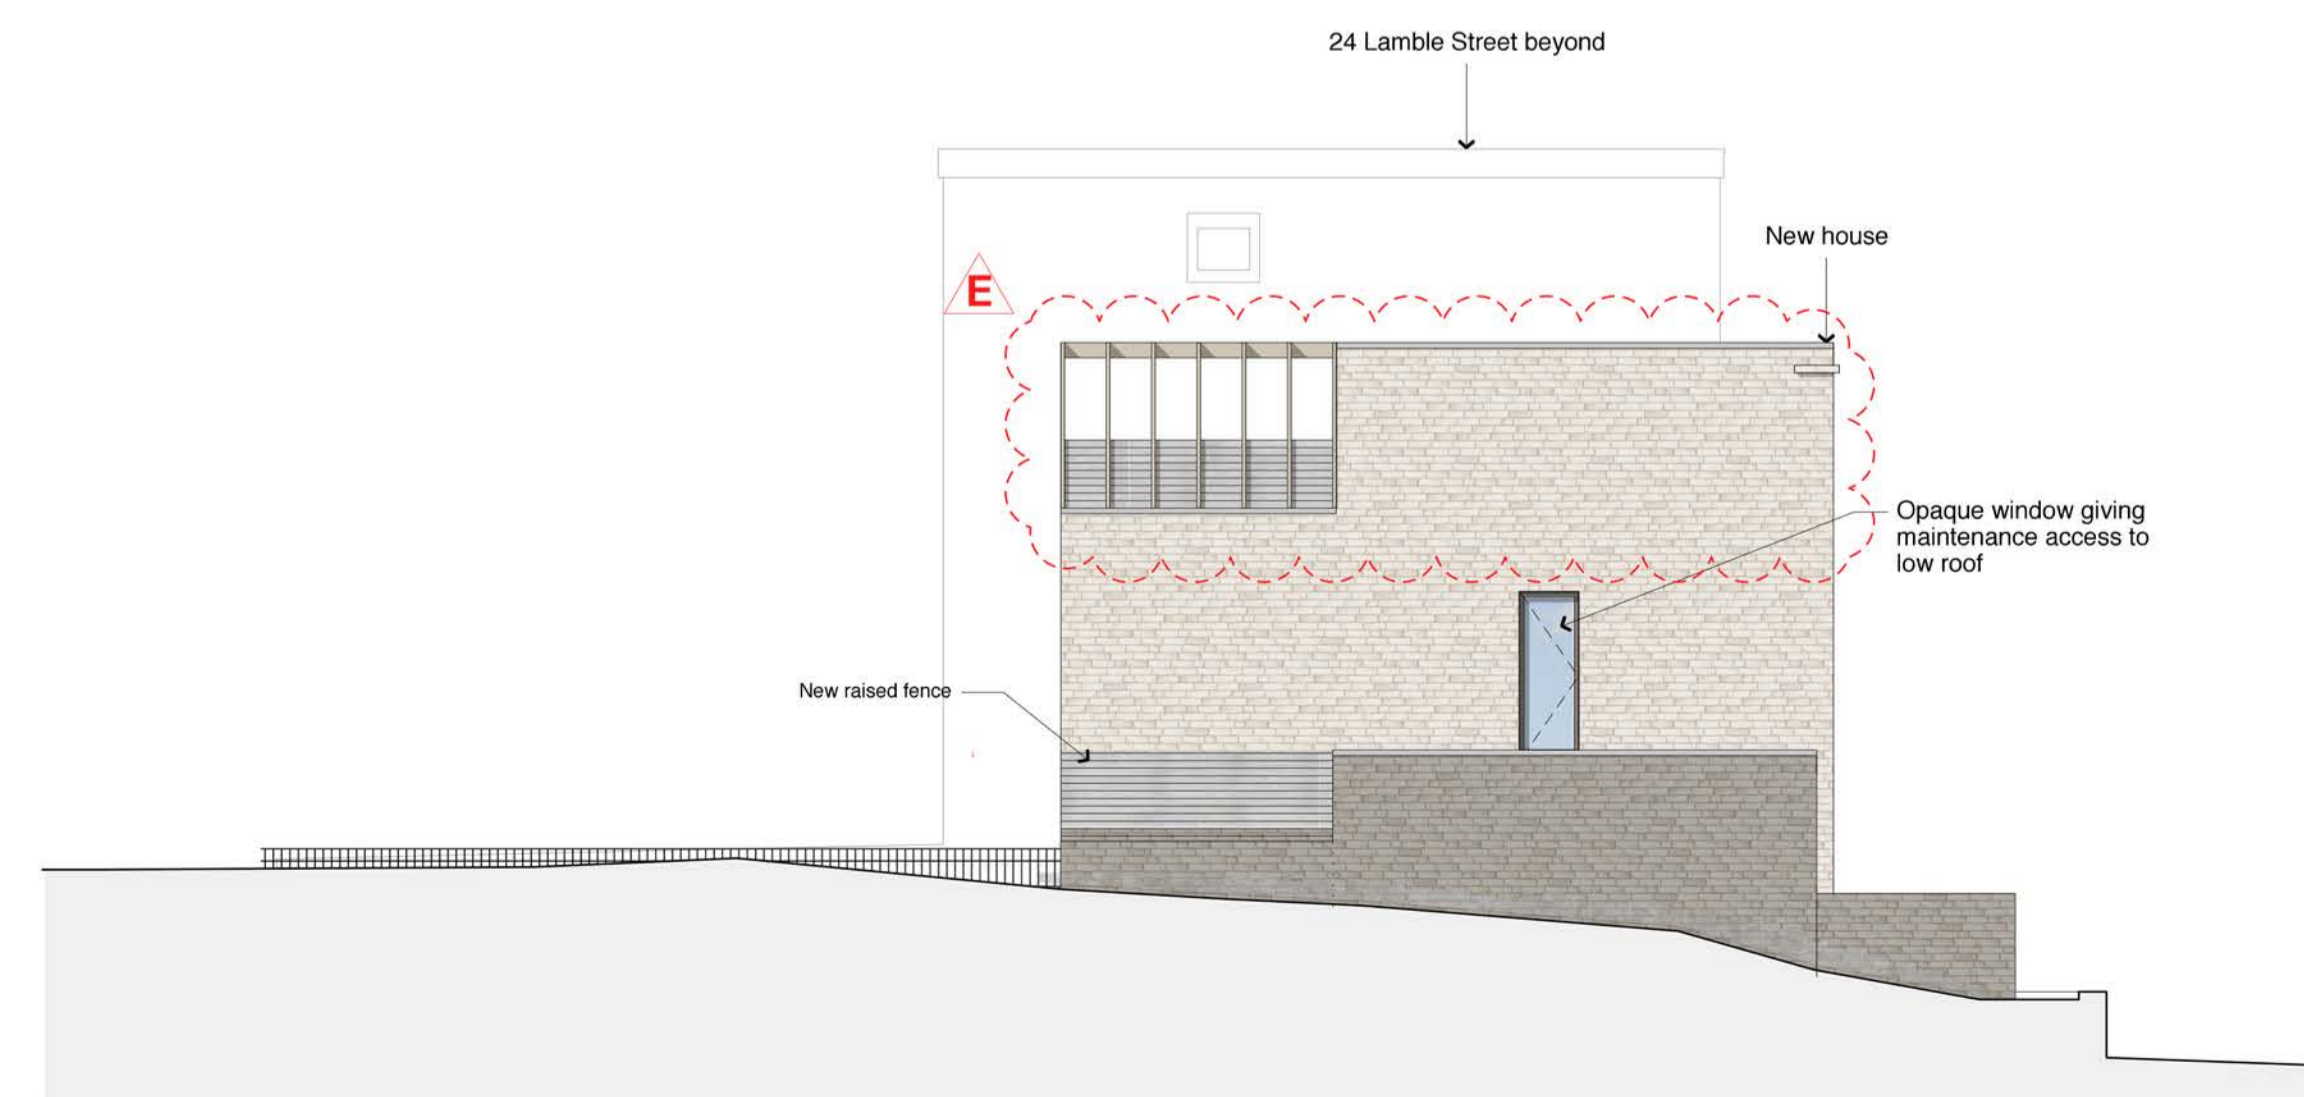 24 Lamble Street beyond
New house
E
Opaque window giving
maintenance access to
low roof
New raised fence